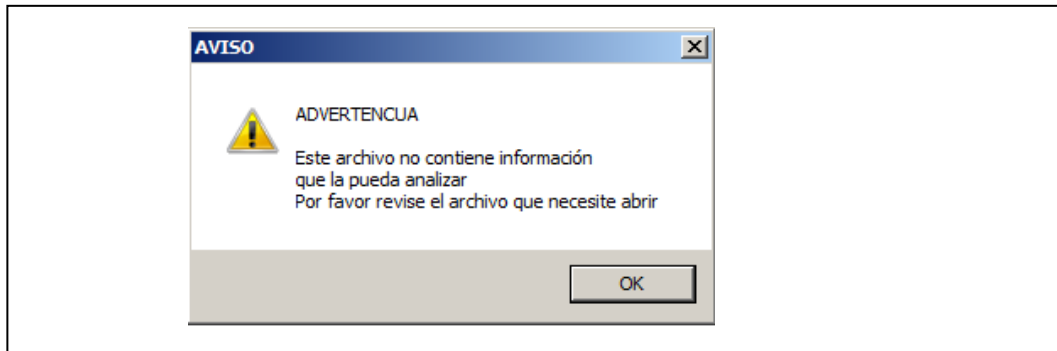 AVISO
ADVERTENCUA
Este archivo no contiene información
que la pueda analizar
Por favor revise el archivo que necesite abrir
OK